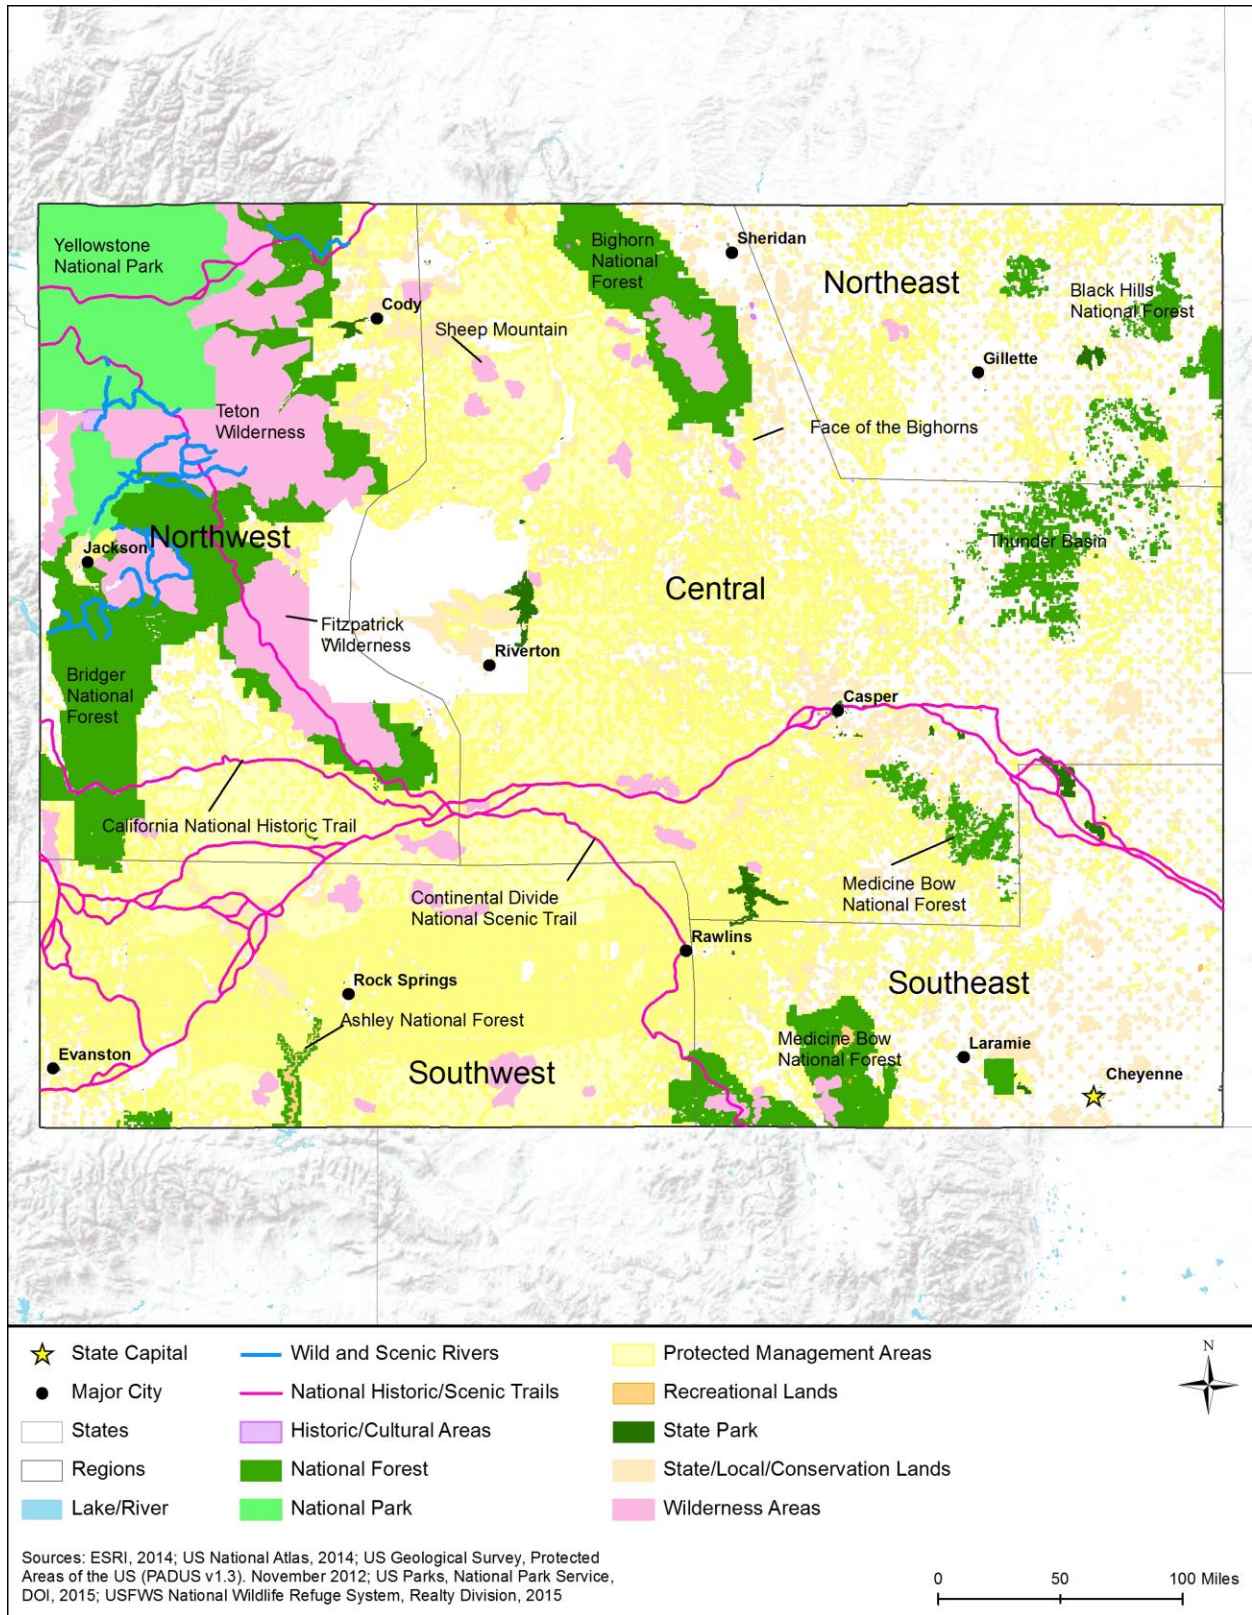 Yellowstone
National Park
Bighorn
National
Forest
Sheridan
Northeast
Black Hills
National Forest
Cody
Sheep Mountain
Gillette
Teton
Wilderness
Face of the Bighorns
Northwest
Jackson
Thunder Basin
Central
Fitzpatrick
Wilderness
Riverton
Bridger
National
Forest
Casper
California National Historic Trail
Continental Divide
National Scenic Trail
Medicine Bow
National Forest
Rawlins
Rock Springs
Southeast
Ashley National Forest
Evanston
Southwest
Medicine Bow
National Forest
Laramie
Cheyenne
State Capital
Major City
States
Regions
Lake/River
Wild and Scenic Rivers
National Historic/Scenic Trails
Historic/Cultural Areas
National Forest
National Park
Protected Management Areas
Recreational Lands
State Park
State/Local/Conservation Lands
Wilderness Areas
N
Sources: ESRI, 2014; US National Atlas, 2014; US Geological Survey, Protected
Areas of the US (PADUS v1.3). November 2012; US Parks, National Park Service,
DOI, 2015; USFWS National Wildlife Refuge System, Realty Division, 2015
0 50 100 Miles